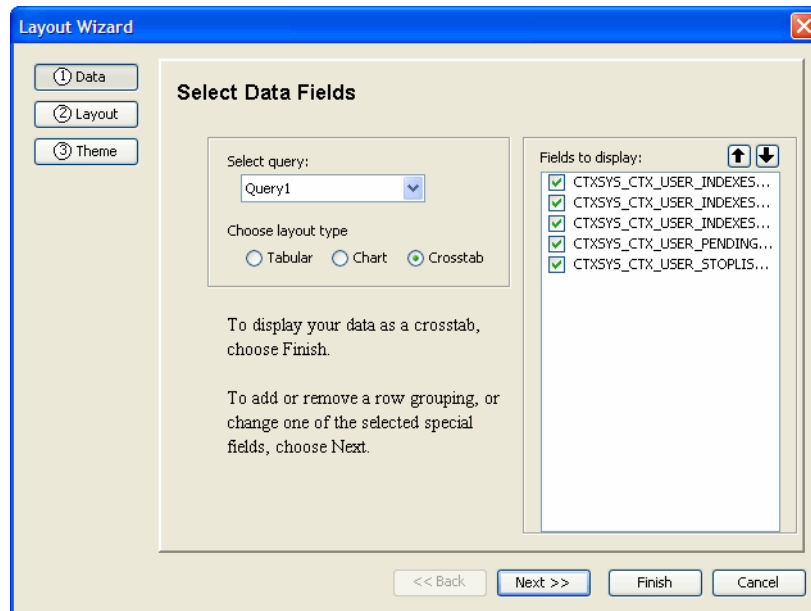 Layout Wizard
① Data
② Layout
③ Theme
Select Data Fields
Select query:
Query1
Choose layout type
Tabular
Chart
Crosstab
To display your data as a crosstab,
choose Finish.
To add or remove a row grouping, or
change one of the selected special
fields, choose Next.
Fields to display:
CTXSYS_CTX_USER_INDEXES...
CTXSYS_CTX_USER_INDEXES...
CTXSYS_CTX_USER_INDEXES...
CTXSYS_CTX_USER_PENDING...
CTXSYS_CTX_USER_STOPLIS...
<< Back
Next >>
Finish
Cancel